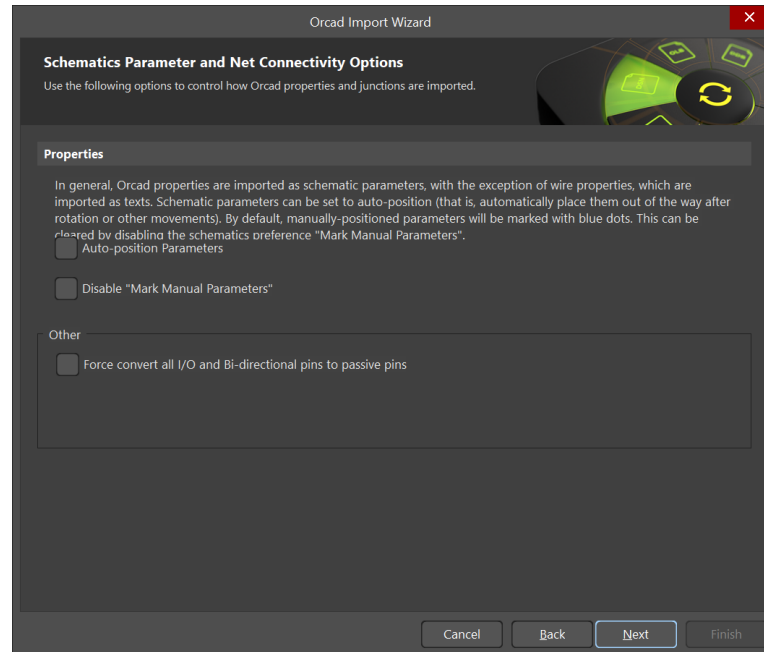 Orcad Import Wizard
Schematics Parameter and Net Connectivity Options
Use the following options to control how Orcad properties and junctions are imported.
Properties
In general, Orcad properties are imported as schematic parameters, with the exception of wire properties, which are
imported as texts. Schematic parameters can be set to auto-position (that is, automatically place them out of the way after
rotation or other movements). By default, manually-positioned parameters will be marked with blue dots. This can be
cleared by disabling the schematics preference "Mark Manual Parameters".
Auto-position Parameters
Disable "Mark Manual Parameters"
Other
Force convert all I/O and Bi-directional pins to passive pins
Cancel
Back
Next
Finish